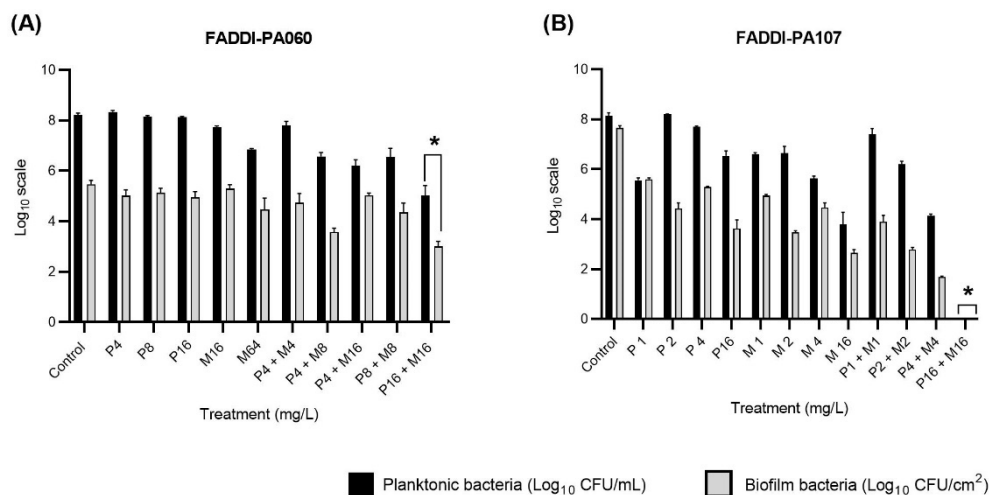 (A)
FADDI-PA060
10
8
6
4
2
0
Log10 scale
*
Control
P4
P8
P16
M16
M64
P4 + M4
P4 + M8
P4 + M16
P8 + M8
P16 + M16
Treatment (mg/L)
(B)
FADDI-PA107
10
8
6
4
2
0
Log10 scale
*
Control
P 1
P 2
P 4
P16
M 1
M 2
M 4
M 16
P1 + M1
P2 + M2
P4 + M4
P16 + M16
Treatment (mg/L)
Planktonic bacteria (Log10 CFU/mL)
Biofilm bacteria (Log10 CFU/cm²)